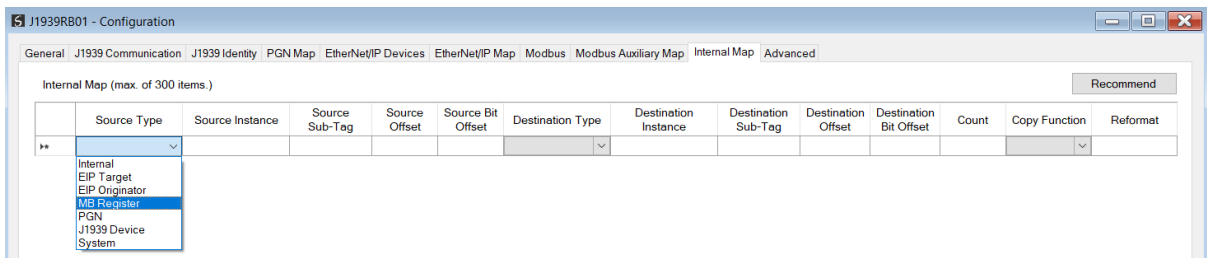 J1939RB01 - Configuration
General J1939 Communication J1939 Identity PGN Map EtherNet/IP Devices EtherNet/IP Map Modbus Modbus Auxiliary Map Internal Map Advanced
Internal Map (max. of 300 items.) Recommend
Source Type Source Instance Source Sub-Tag Source Offset Source Bit Offset Destination Type Destination Instance Destination Sub-Tag Destination Offset Destination Bit Offset Count Copy Function Reformat
Internal
EIP Target
EIP Originator
MB Register
PGN
J1939 Device
System